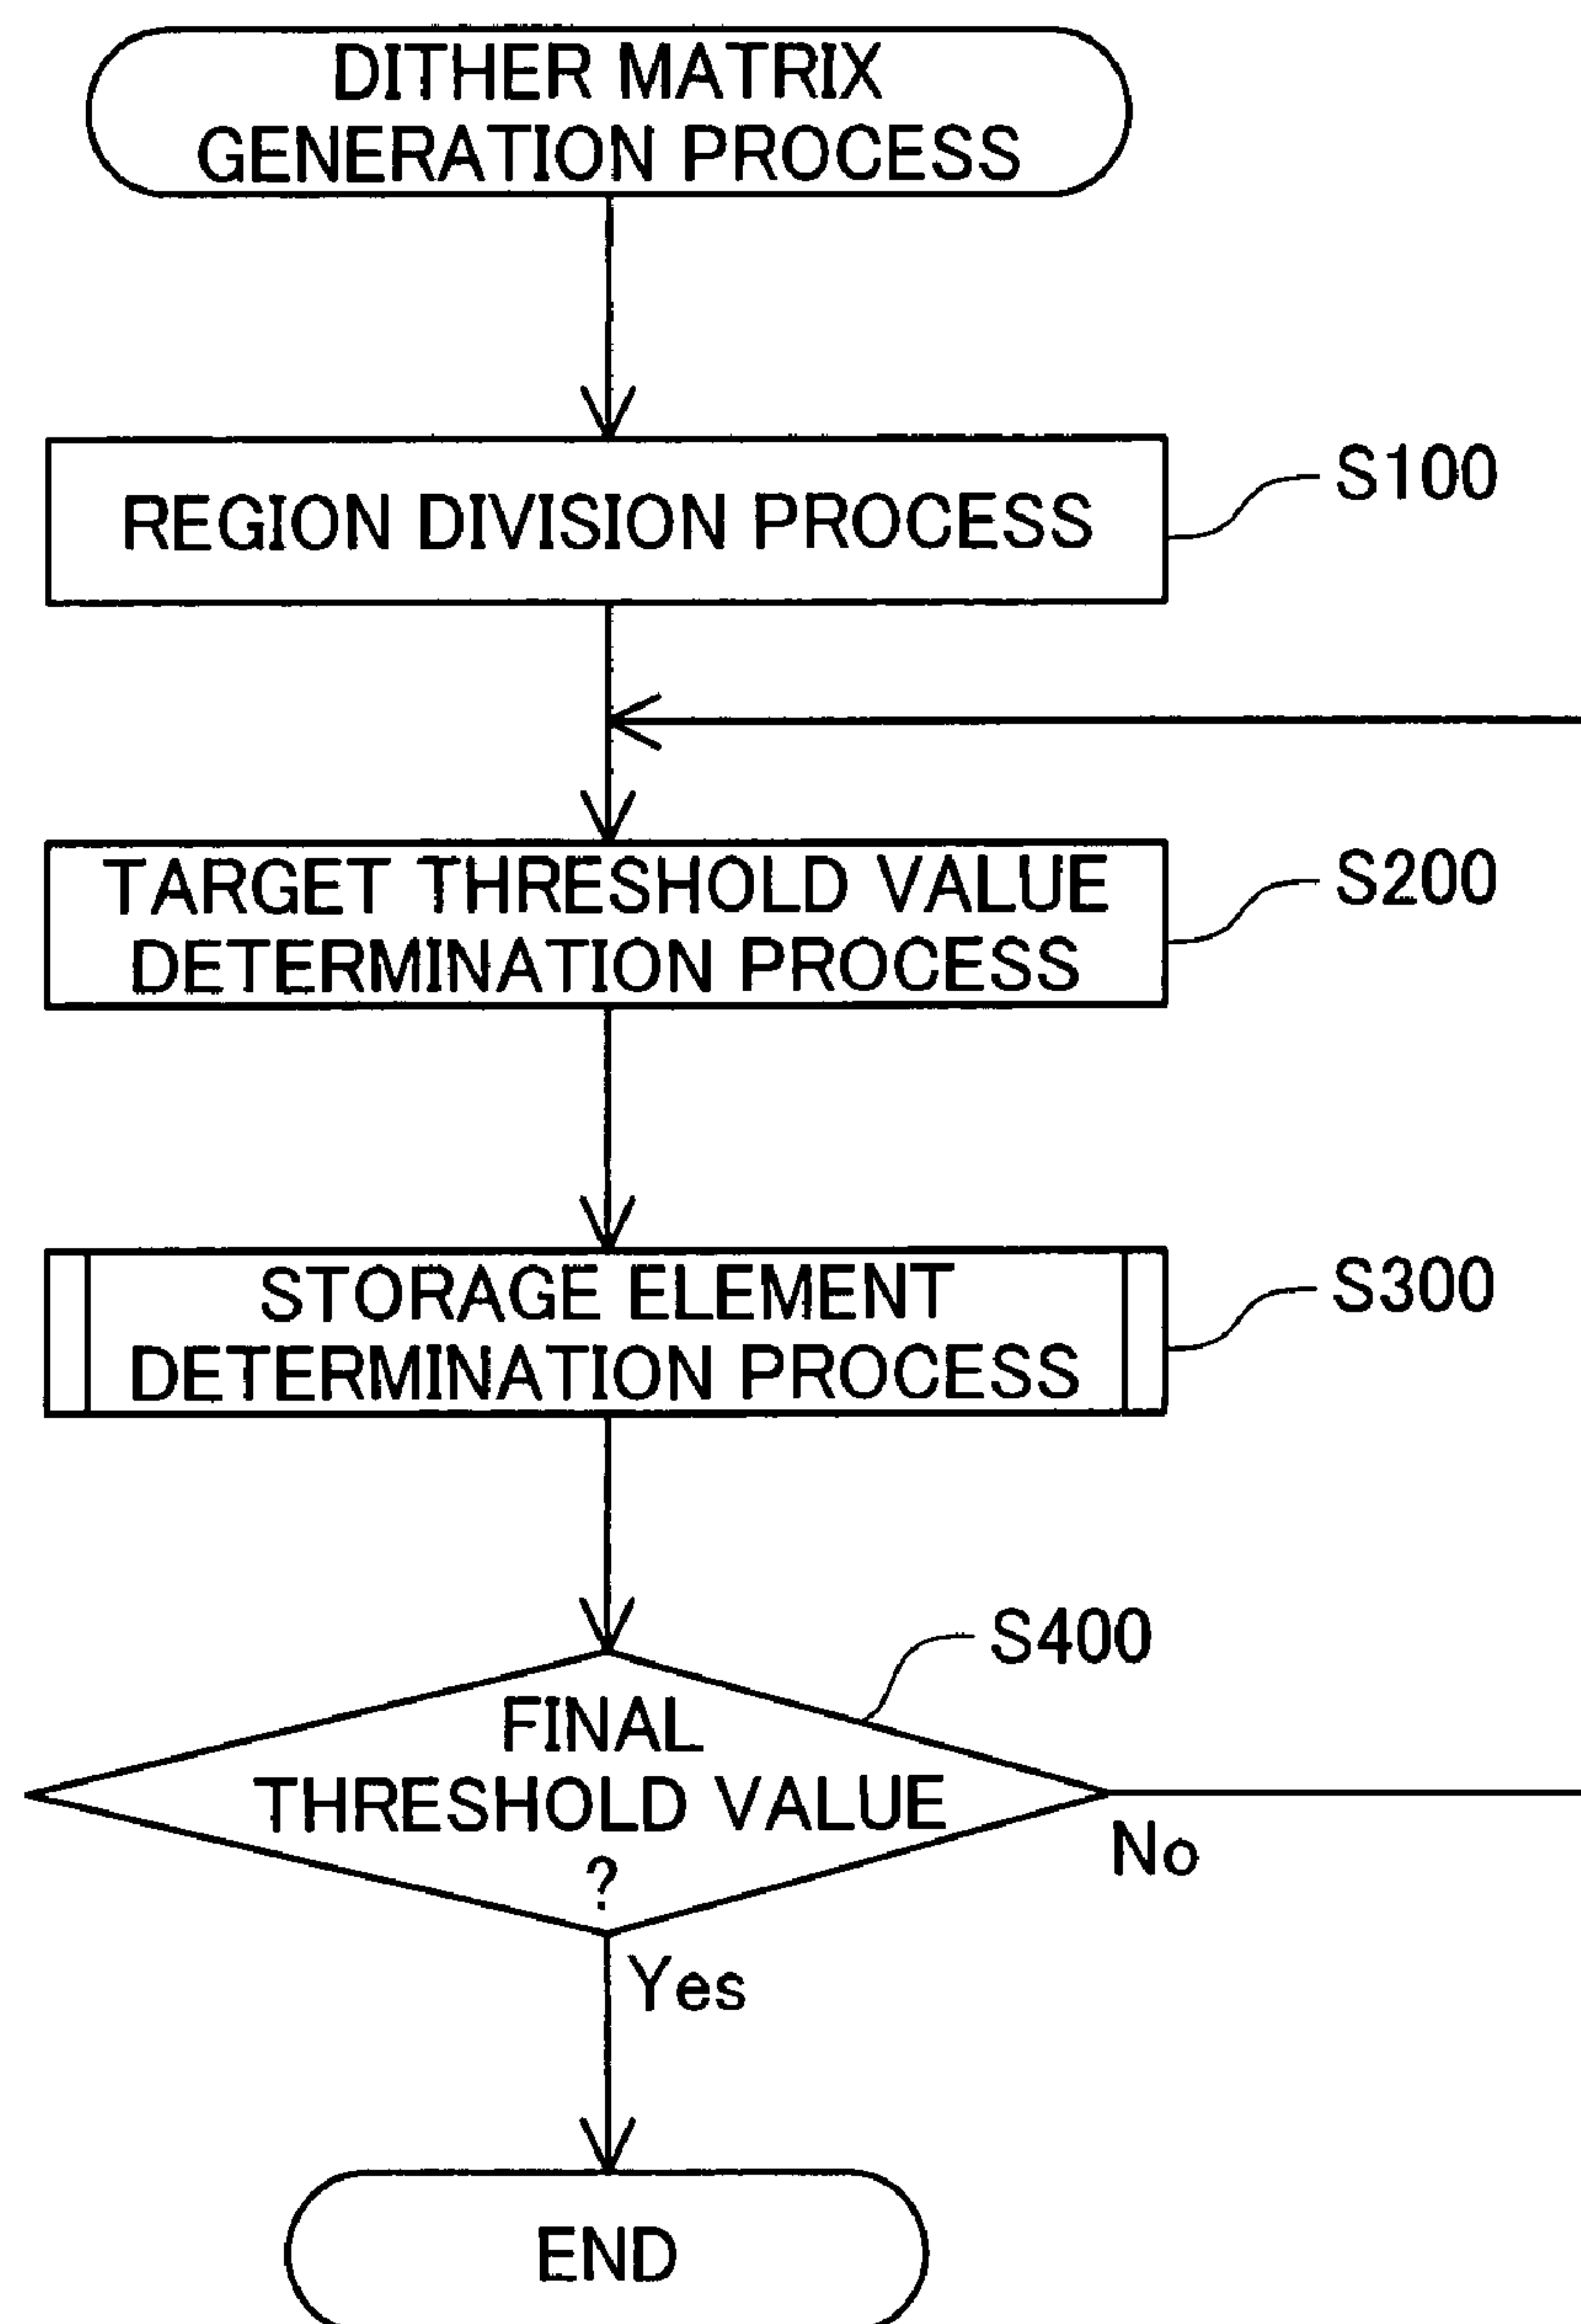 DITHER MATRIX
GENERATION PROCESS
REGION DIVISION PROCESS
S100
TARGET THRESHOLD VALUE
DETERMINATION PROCESS
S200
STORAGE ELEMENT
DETERMINATION PROCESS
S300
S400
FINAL
THRESHOLD VALUE
?
No
Yes
END